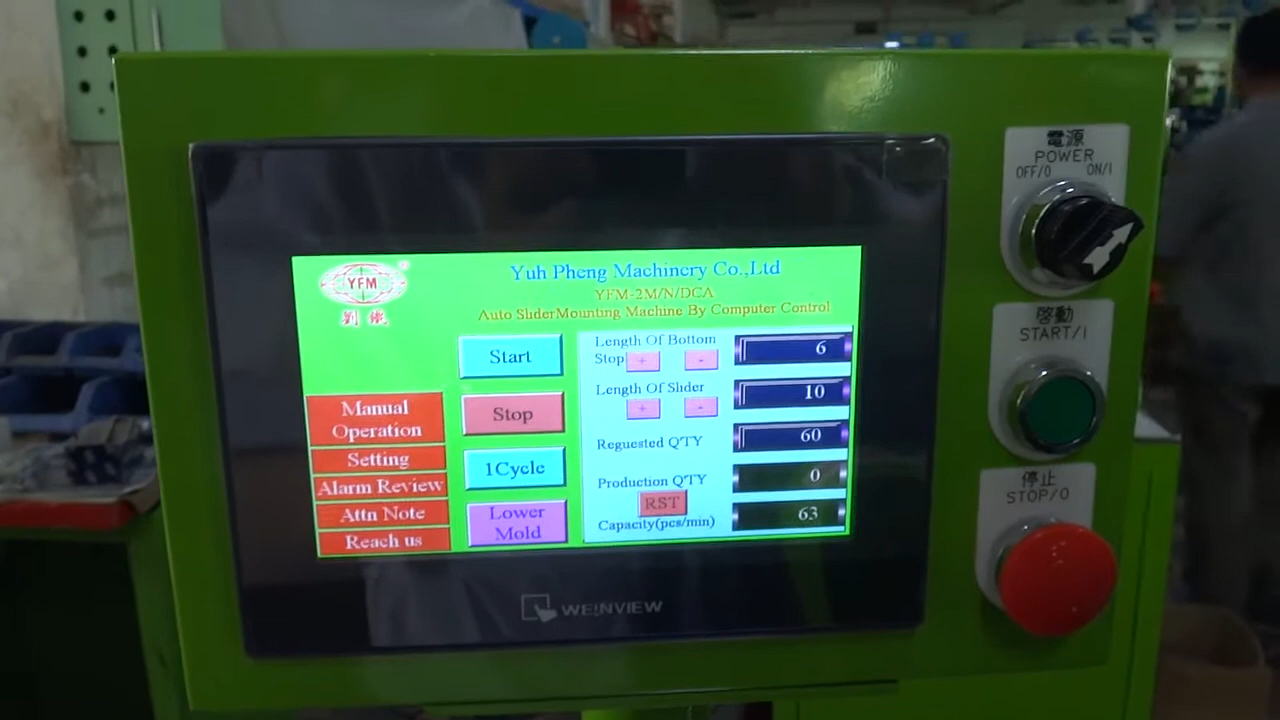 YFM
Yuh Pheng Machinery Co.,Ltd
YFM-2M/N/DCA
Auto SliderMounting Machine By Computer Control
Manual
Operation
Setting
Alarm Review
Attn Note
Reach us
Start
Stop
1Cycle
Lower
Mold
Length Of Bottom
Stop + - 6
Length Of Slider
+ - 10
Reguested Q'TY 60
Production Q'TY 0
RST
Capacity(pcs/min) 63
WEINVIEW
電源
POWER
OFF/O ON/I
啓動
START/I
停止
STOP/O